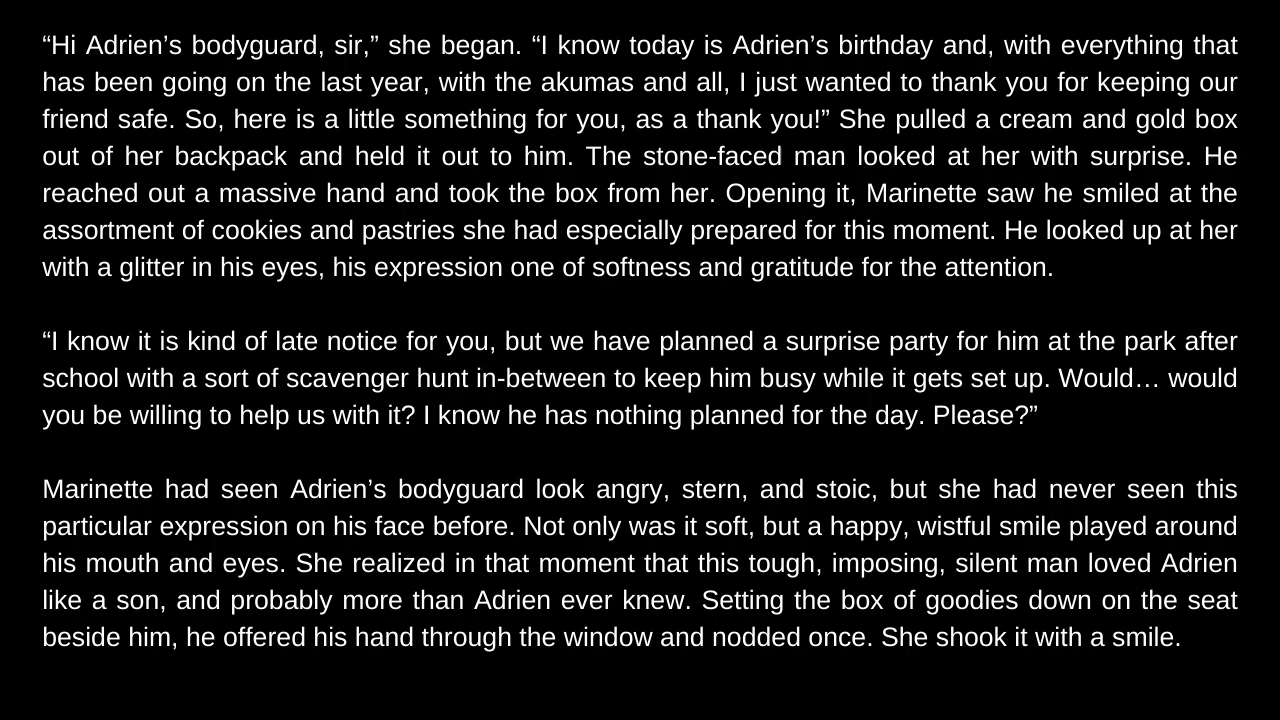 “Hi Adrien’s bodyguard, sir,” she began. “I know today is Adrien’s birthday and, with everything that
has been going on the last year, with the akumas and all, I just wanted to thank you for keeping our
friend safe. So, here is a little something for you, as a thank you!” She pulled a cream and gold box
out of her backpack and held it out to him. The stone-faced man looked at her with surprise. He
reached out a massive hand and took the box from her. Opening it, Marinette saw he smiled at the
assortment of cookies and pastries she had especially prepared for this moment. He looked up at her
with a glitter in his eyes, his expression one of softness and gratitude for the attention.
“I know it is kind of late notice for you, but we have planned a surprise party for him at the park after
school with a sort of scavenger hunt in-between to keep him busy while it gets set up. Would… would
you be willing to help us with it? I know he has nothing planned for the day. Please?”
Marinette had seen Adrien’s bodyguard look angry, stern, and stoic, but she had never seen this
particular expression on his face before. Not only was it soft, but a happy, wistful smile played around
his mouth and eyes. She realized in that moment that this tough, imposing, silent man loved Adrien
like a son, and probably more than Adrien ever knew. Setting the box of goodies down on the seat
beside him, he offered his hand through the window and nodded once. She shook it with a smile.